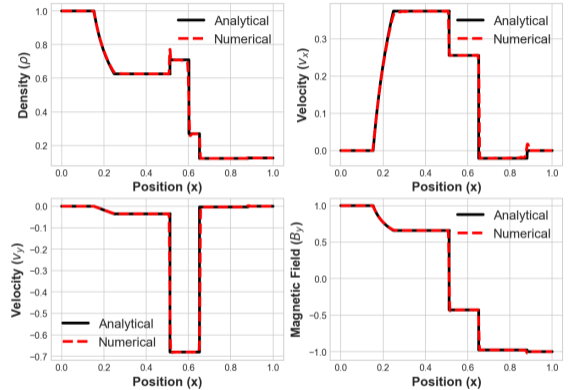 1.0
0.8
0.6
0.4
0.2
Density (ρ)
Analytical
Numerical
0.0 0.2 0.4 0.6 0.8 1.0
Position (x)
0.3
0.2
0.1
0.0
Velocity (vₓ)
Analytical
Numerical
0.0 0.2 0.4 0.6 0.8 1.0
Position (x)
0.0
−0.1
−0.2
−0.3
−0.4
−0.5
−0.6
−0.7
Velocity (v_y)
Analytical
Numerical
0.0 0.2 0.4 0.6 0.8 1.0
Position (x)
1.0
0.5
0.0
−0.5
−1.0
Magnetic Field (B_y)
Analytical
Numerical
0.0 0.2 0.4 0.6 0.8 1.0
Position (x)